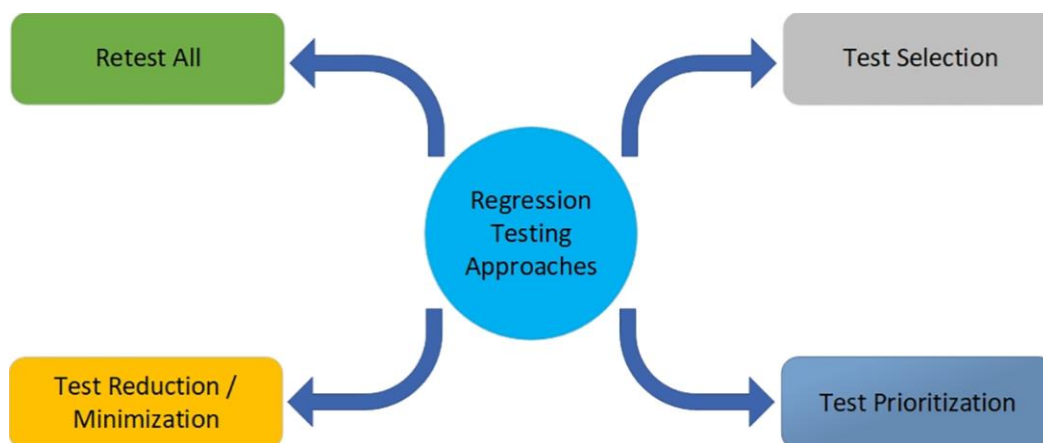 Retest All
Test Selection
Regression
Testing
Approaches
Test Reduction /
Minimization
Test Prioritization